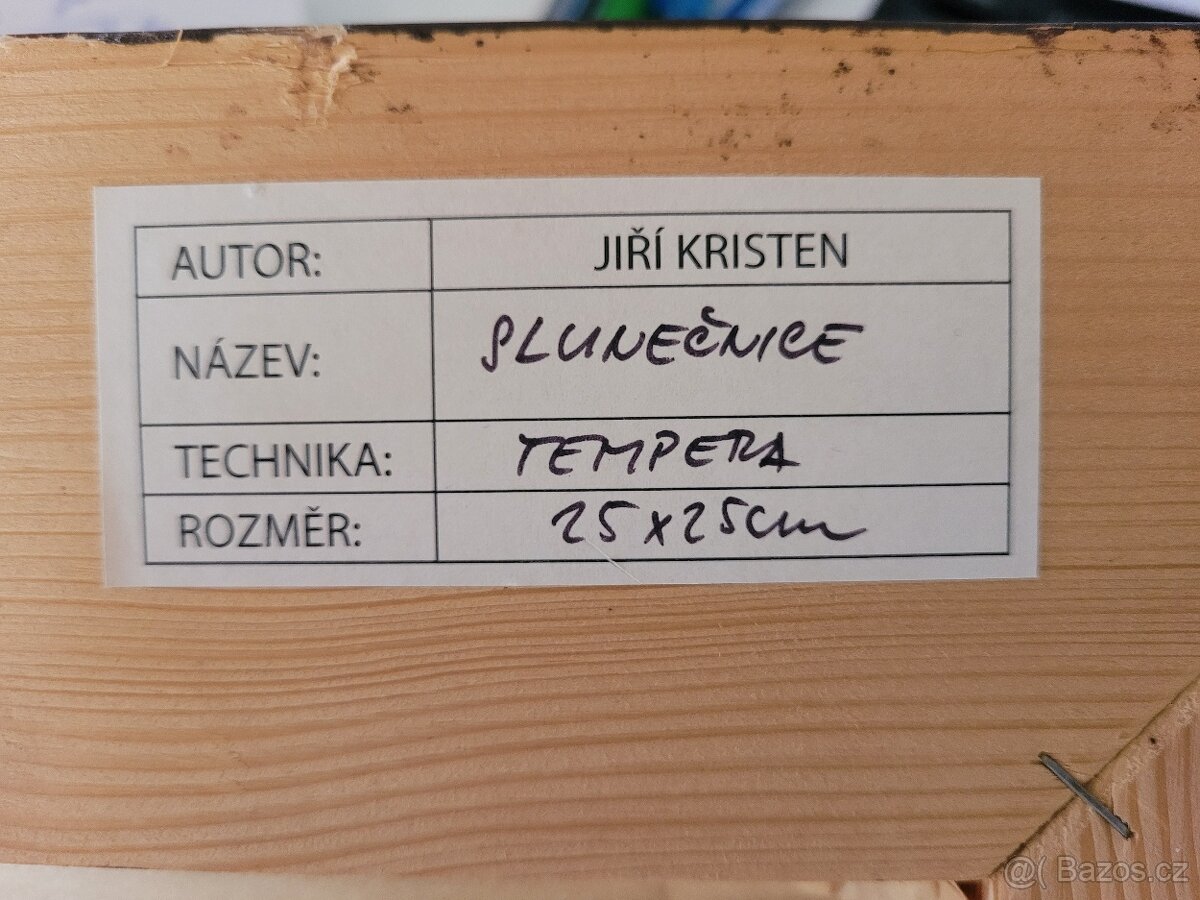 AUTOR: JIŘÍ KRISTEN
NÁZEV: SLUNEČNICE
TECHNIKA: TEMPERA
ROZMĚR: 25x25cm
@( Bazos.cz